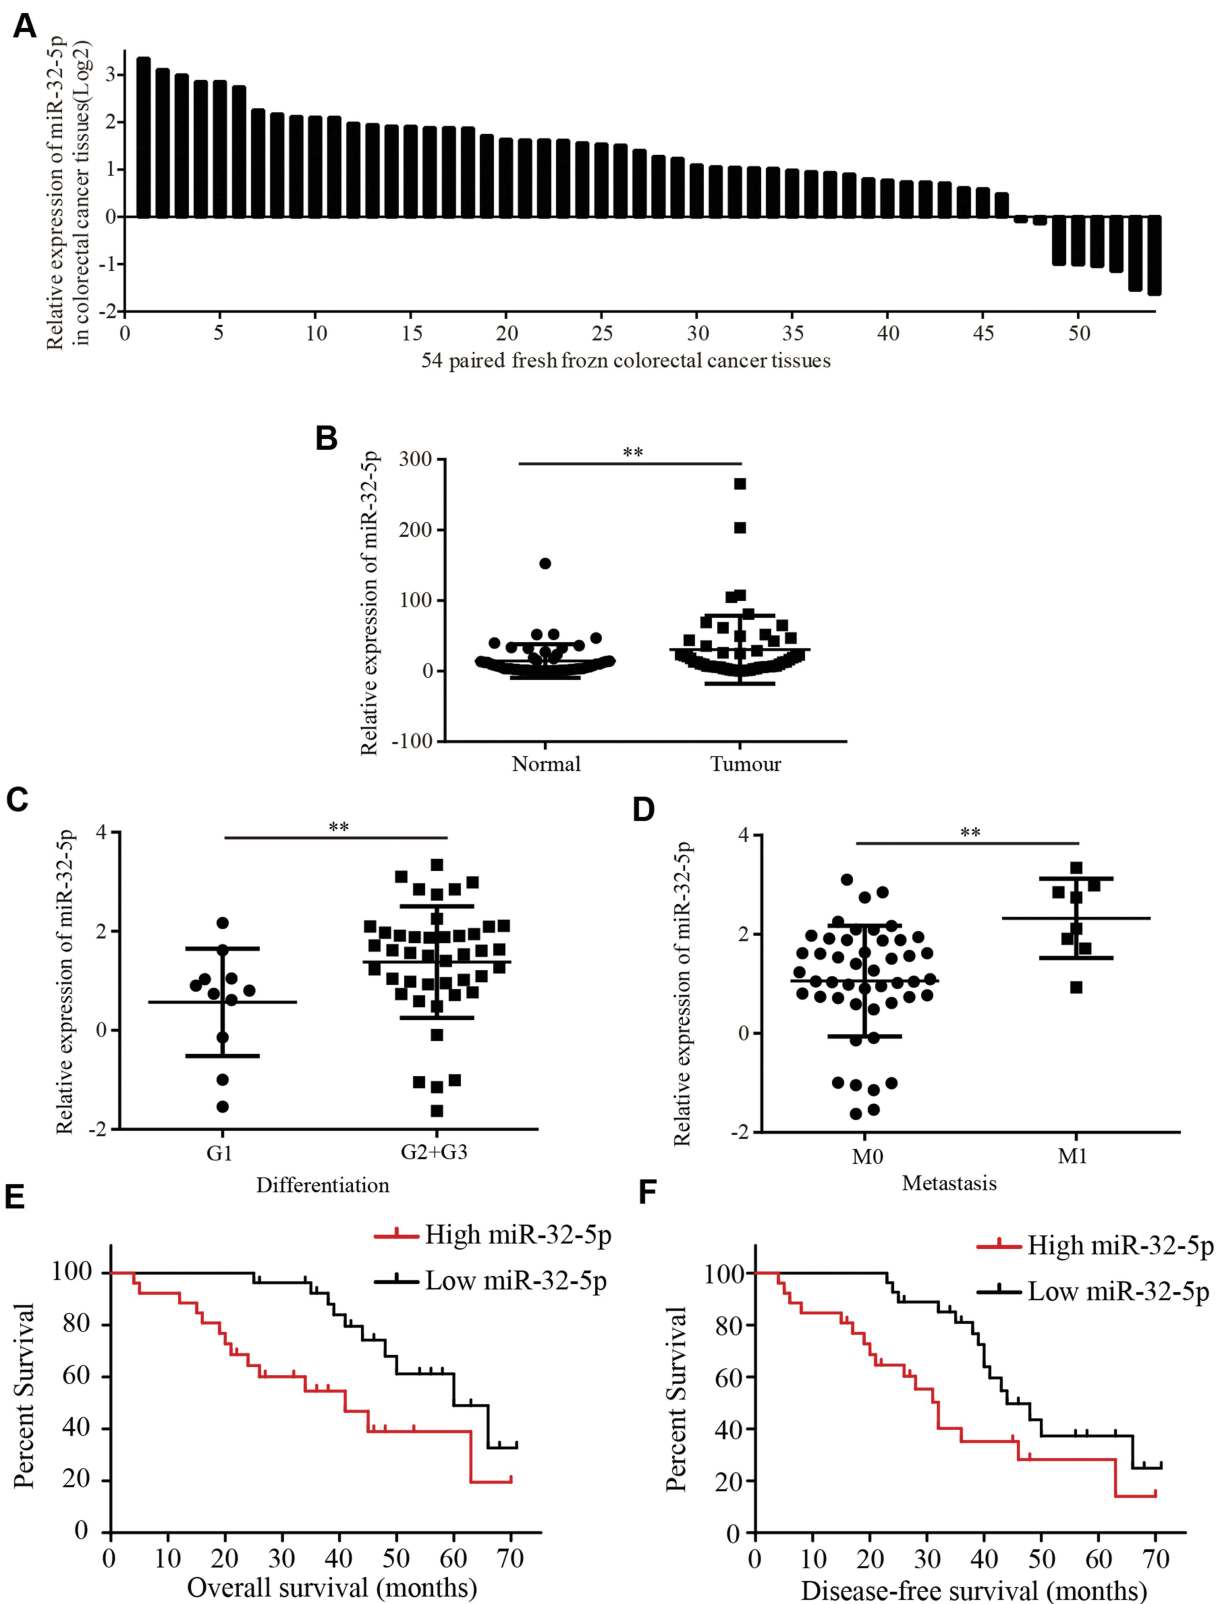 A
Relative expression of miR-32-5p
in colorectal cancer tissues(Log2)
3
2
1
0
-1
-2
0 5 10 15 20 25 30 35 40 45 50
54 paired fresh frozn colorectal cancer tissues
B
Relative expression of miR-32-5p
**
300
200
100
0
-100
Normal Tumour
C
Relative expression of miR-32-5p
**
4
2
0
-2
G1 G2+G3
Differentiation
D
Relative expression of miR-32-5p
**
4
2
0
-2
M0 M1
Metastasis
E
High miR-32-5p
Low miR-32-5p
Percent Survival
100
80
60
40
20
0
0 10 20 30 40 50 60 70
Overall survival (months)
F
High miR-32-5p
Low miR-32-5p
Percent Survival
100
80
60
40
20
0
0 10 20 30 40 50 60 70
Disease-free survival (months)